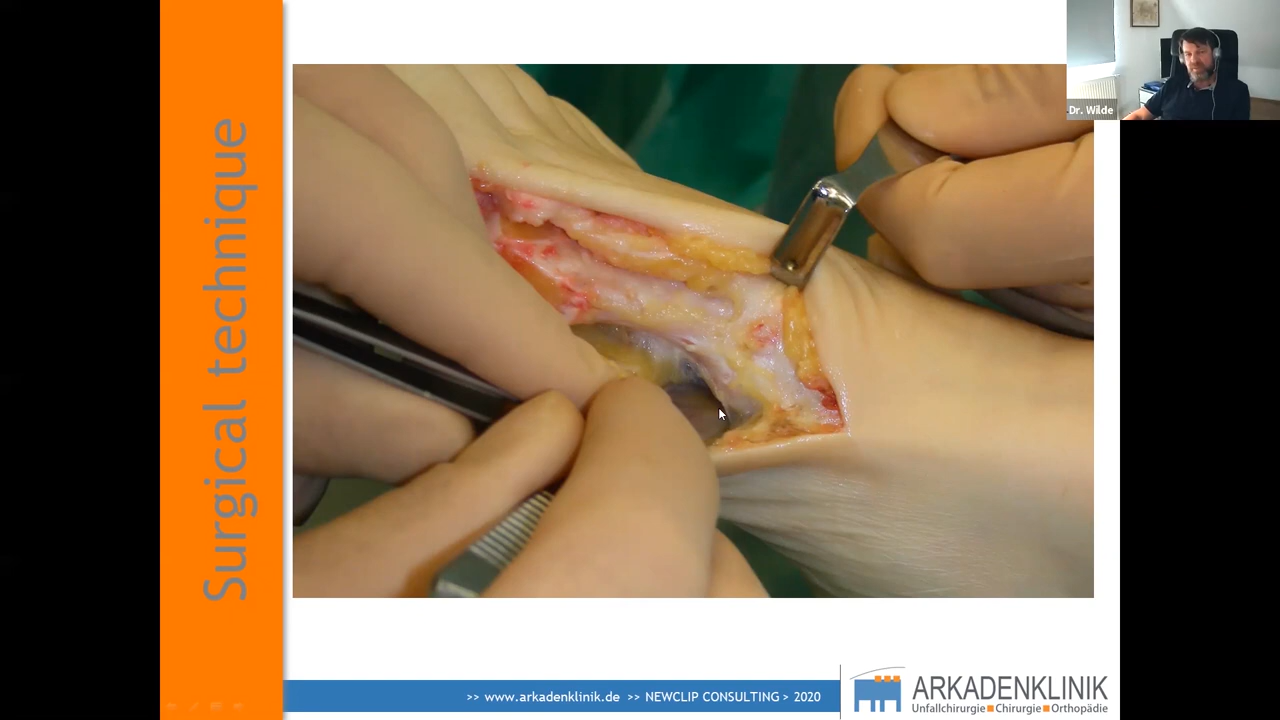 Surgical technique
Dr. Wilde
>> www.arkadenklinik.de >> NEWCLIP CONSULTING > 2020
ARKADENKLINIK
Unfallchirurgie ■ Chirurgie ■ Orthopädie